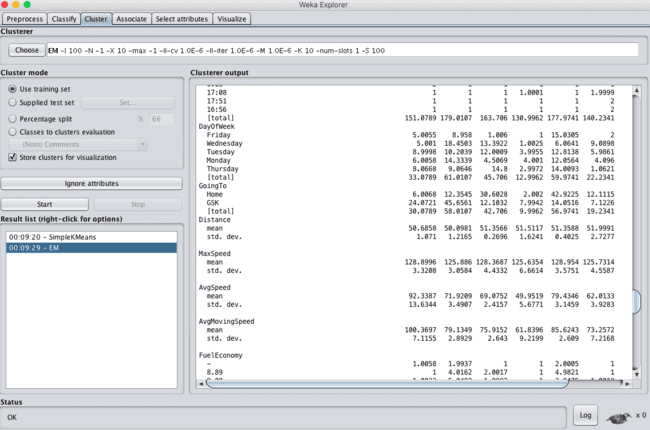 Weka Explorer
Preprocess Classify Cluster Associate Select attributes Visualize
Clusterer
Choose EM -I 100 -N -1 -X 10 -max -1 -ll-cv 1.0E-6 -ll-iter 1.0E-6 -M 1.0E-6 -K 10 -num-slots 1 -S 100
Cluster mode
Use training set
Supplied test set Set...
Percentage split % 66
Classes to clusters evaluation
(Nom) Comments
Store clusters for visualization
Ignore attributes
Start Stop
Result list (right-click for options)
00:09:20 - SimpleKMeans
00:09:29 - EM
Clusterer output
17:08 1 1 1 1.0001 1 1.9999
17:51 1 1 1 1 1 2
16:56 1 1 1 1 1 2
[total] 151.0789 179.0107 163.706 130.9962 177.9741 140.2341
DayOfWeek
Friday 5.0055 8.958 1.006 1 15.0305 2
Wednesday 5.001 18.4503 13.3922 1.0025 6.0641 9.0898
Tuesday 8.9998 10.2039 12.0009 3.9955 12.8138 5.9861
Monday 6.0058 14.3339 4.5069 4.001 12.0564 4.096
Thursday 8.0668 9.0646 14.8 2.9972 14.0093 1.0621
[total] 33.0789 61.0107 45.706 12.9962 59.9741 22.2341
GoingTo
Home 6.0068 12.3545 30.6028 2.002 42.9225 12.1115
GSK 24.0721 45.6561 12.1032 7.9942 14.0516 7.1226
[total] 30.0789 58.0107 42.706 9.9962 56.9741 19.2341
Distance
mean 50.6858 50.0981 51.3566 51.5117 51.3588 51.9991
std. dev. 1.071 1.2165 0.2696 1.6241 0.4025 2.7277
MaxSpeed
mean 128.8996 125.886 128.3687 125.6354 128.954 125.7314
std. dev. 3.3208 3.0584 4.4332 6.6614 3.5751 4.5587
AvgSpeed
mean 92.3387 71.9209 69.0752 49.9519 79.4346 62.0133
std. dev. 13.6344 3.4907 2.4157 5.6771 3.1459 3.9283
AvgMovingSpeed
mean 100.3697 79.1349 75.9152 61.8396 85.6243 73.2572
std. dev. 7.1155 2.8929 2.643 9.2199 2.609 7.2168
FuelEconomy
- 1.0058 1.9937 1 1 2.0005 1
8.89 1 4.0162 2.0017 1 4.9821 1
Status
OK
Log x 0